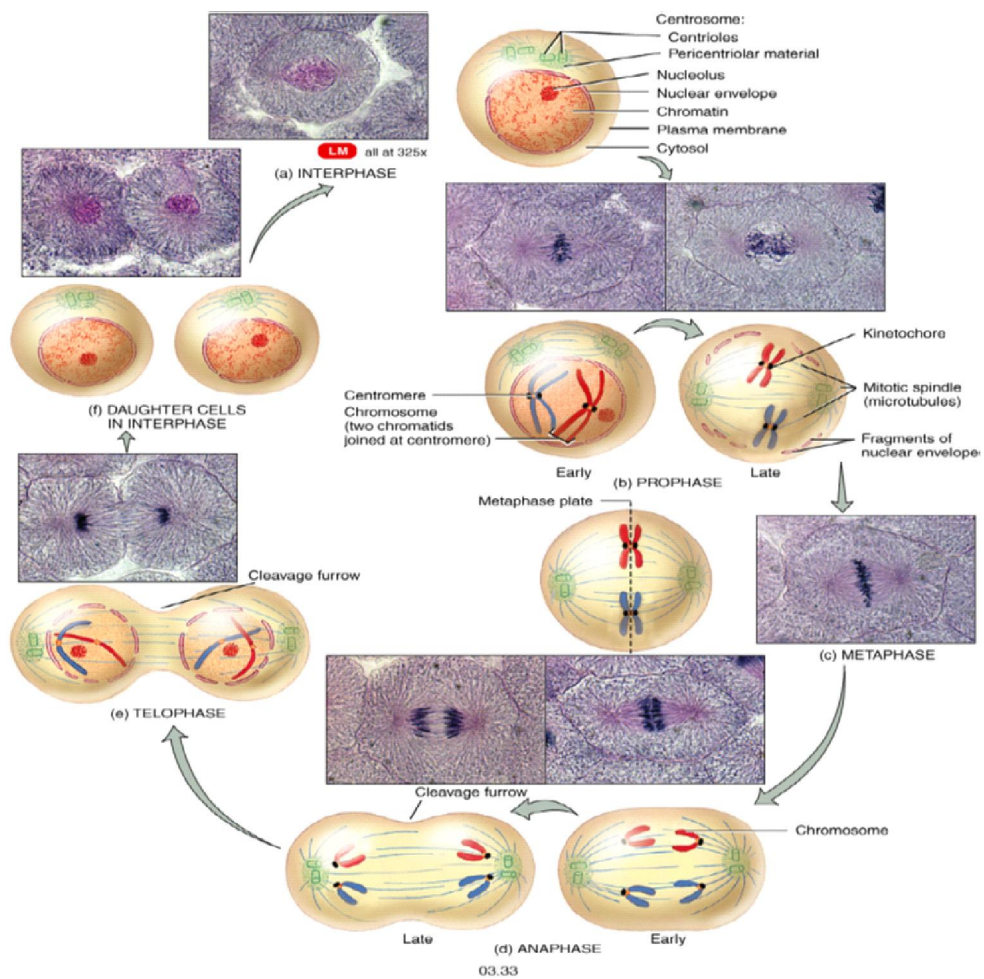 Centrosome:
Centrioles
Pericentriolar material
Nucleolus
Nuclear envelope
Chromatin
Plasma membrane
Cytosol
LM all at 325x
(a) INTERPHASE
Kinetochore
Mitotic spindle
(microtubules)
Fragments of
nuclear envelope
Centromere
Chromosome
(two chromatids
joined at centromere)
Early
Late
(b) PROPHASE
Metaphase plate
(c) METAPHASE
Cleavage furrow
Chromosome
Late
Early
(d) ANAPHASE
Cleavage furrow
(e) TELOPHASE
(f) DAUGHTER CELLS
IN INTERPHASE
03.33